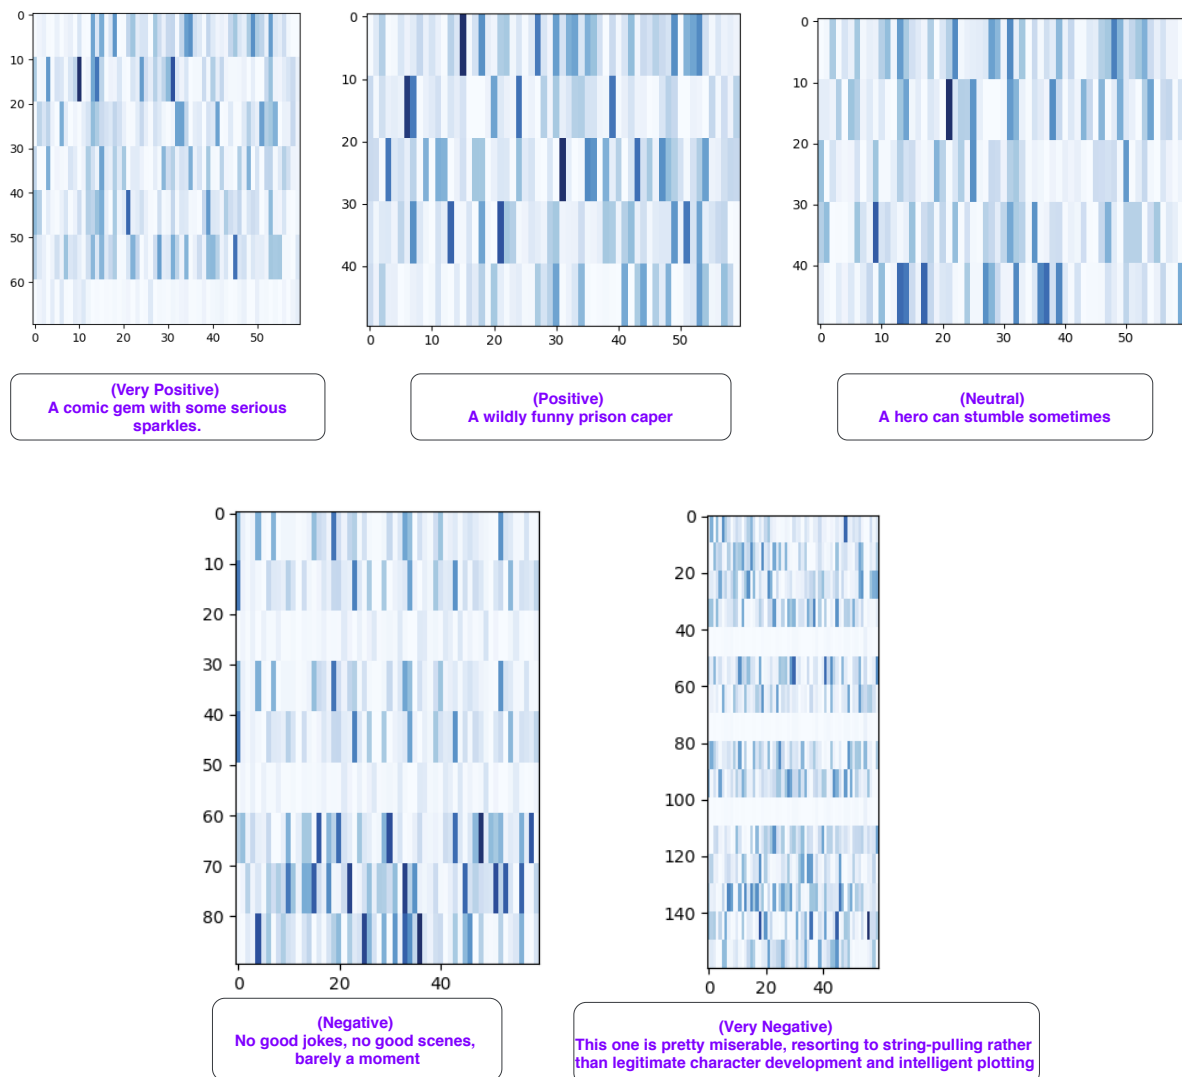 0
10
20
30
40
50
60
0 10 20 30 40 50
0
10
20
30
40
0 10 20 30 40 50
0
10
20
30
40
0 10 20 30 40 50
(Very Positive)
A comic gem with some serious
sparkles.
(Positive)
A wildly funny prison caper
(Neutral)
A hero can stumble sometimes
0
10
20
30
40
50
60
70
80
0 20 40
0
20
40
60
80
100
120
140
0 20 40
(Negative)
No good jokes, no good scenes,
barely a moment
(Very Negative)
This one is pretty miserable, resorting to string-pulling rather
than legitimate character development and intelligent plotting